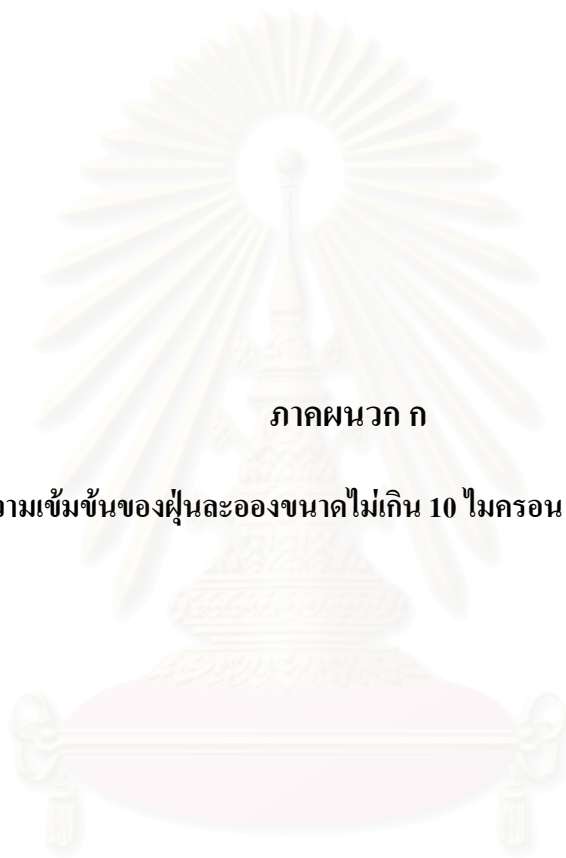 ภาคผนวก ก
วามเข้มข้นของฝุ่นละอองขนาดไม่เกิน 10 ไมครอน